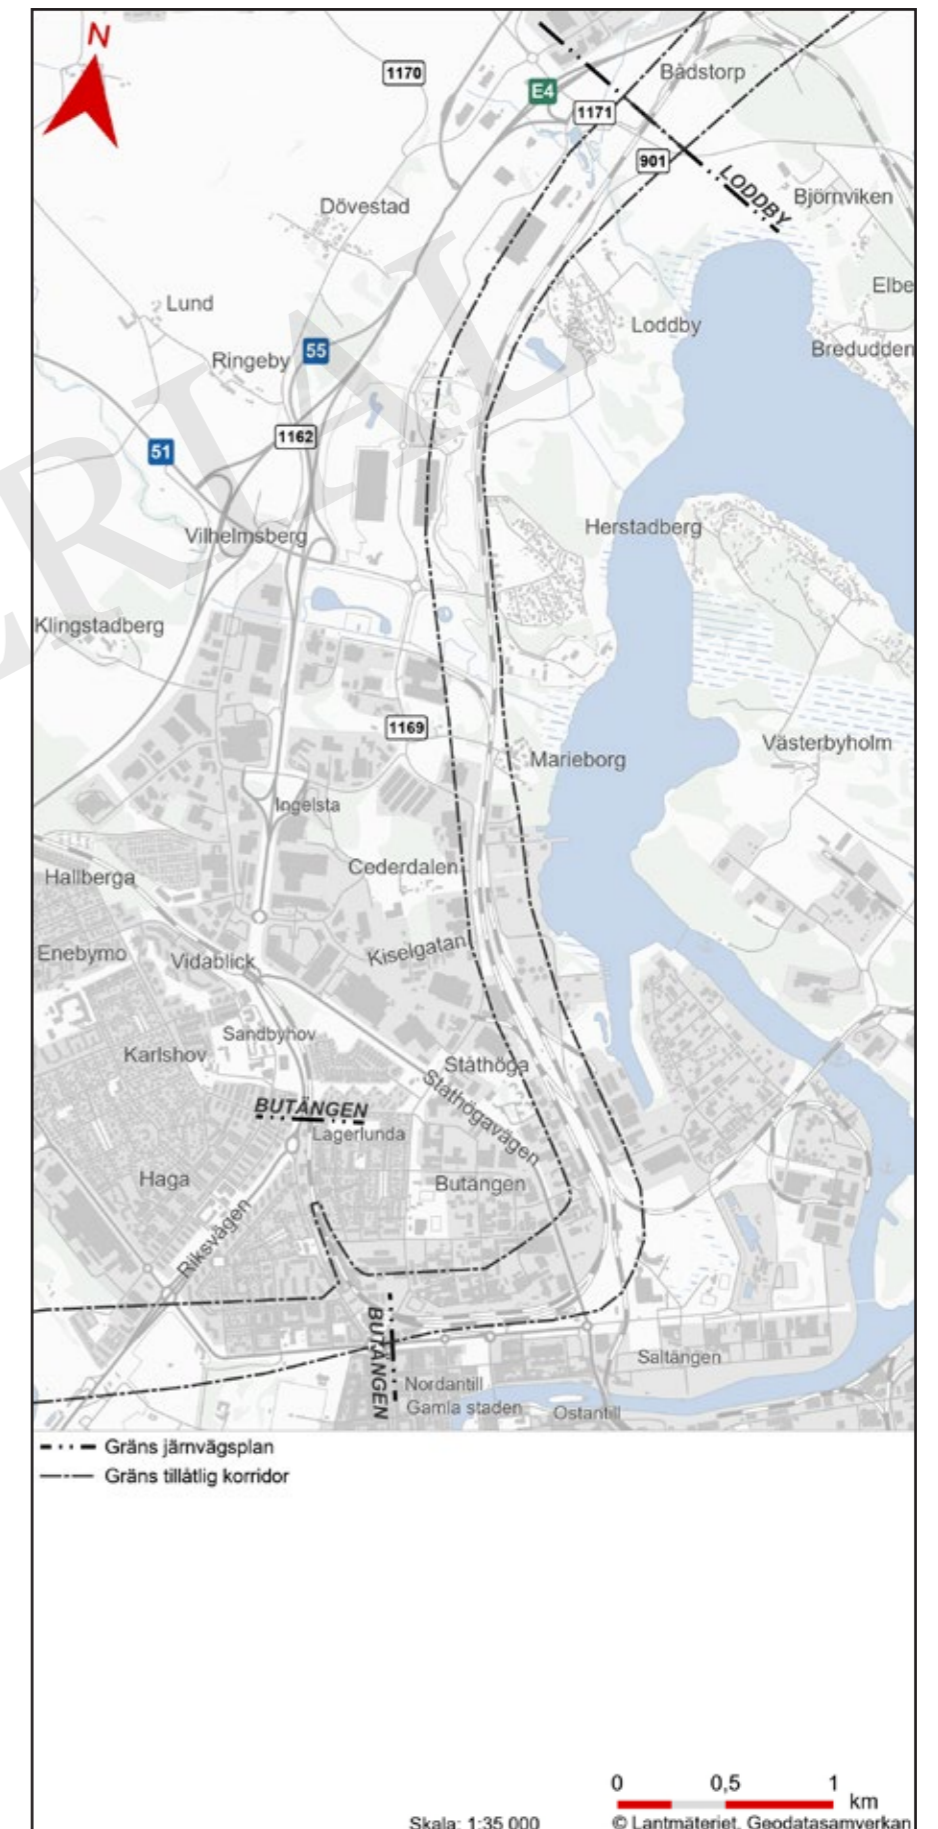 N
1170
Bådstorp
E4
1171
901
LODDBY
Björnviken
Dövestad
Elbe
Lund
Loddby
Ringeby
55
Bredudden
1162
51
Herstadberg
Vilhelmsberg
Klingstadberg
1169
Västerbyholm
Marieborg
Ingelsta
Cederdalen
Hallberga
Kiselgatan
Enebymo
Vidablick
Sandbyhov
Karlshov
Ståthöga
Ståthögavägen
BUTÄNGEN
Lagerlunda
Haga
Butängen
Riksvägen
BUTÄNGEN
Saltängen
Nordantill
Gamla staden
Östantill
Gräns järnvägsplan
Gräns tillåtlig korridor
0 0,5 1
km
Skala: 1:35 000
© Lantmäteriet, Geodatasamverkan
ERIAL